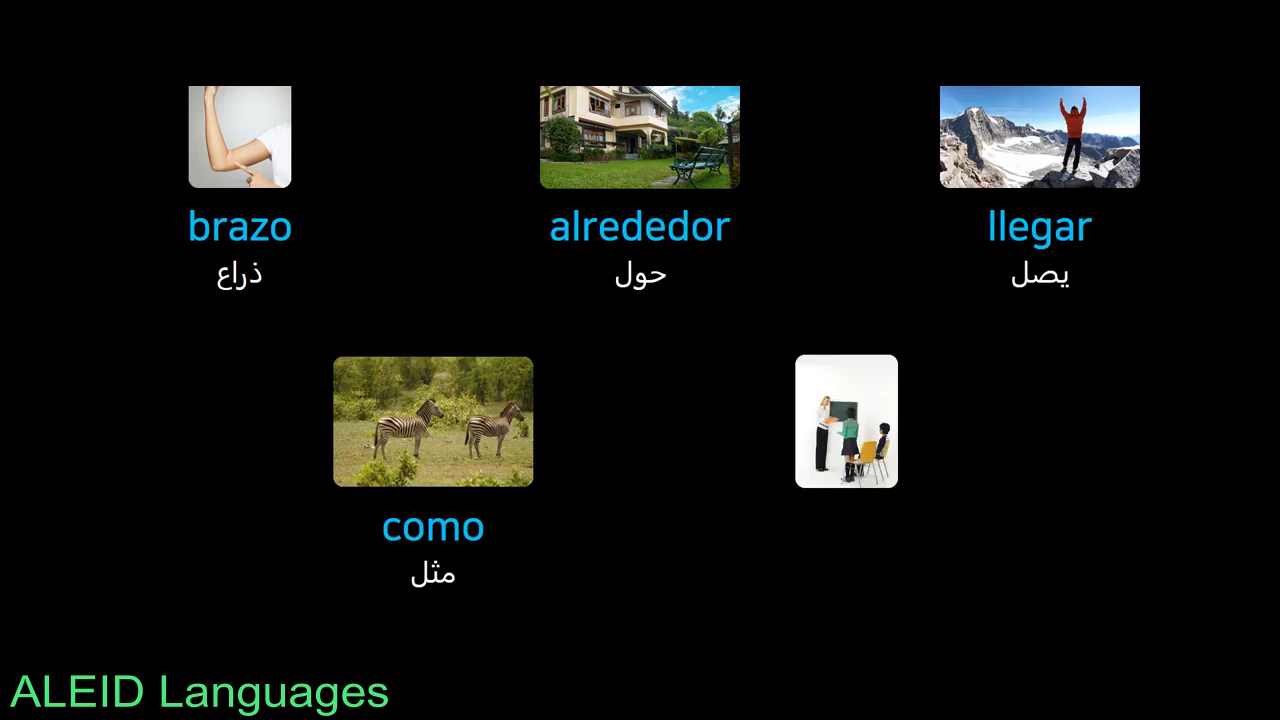 brazo
ذراع
alrededor
حول
llegar
يصل
como
مثل
ALEID Languages